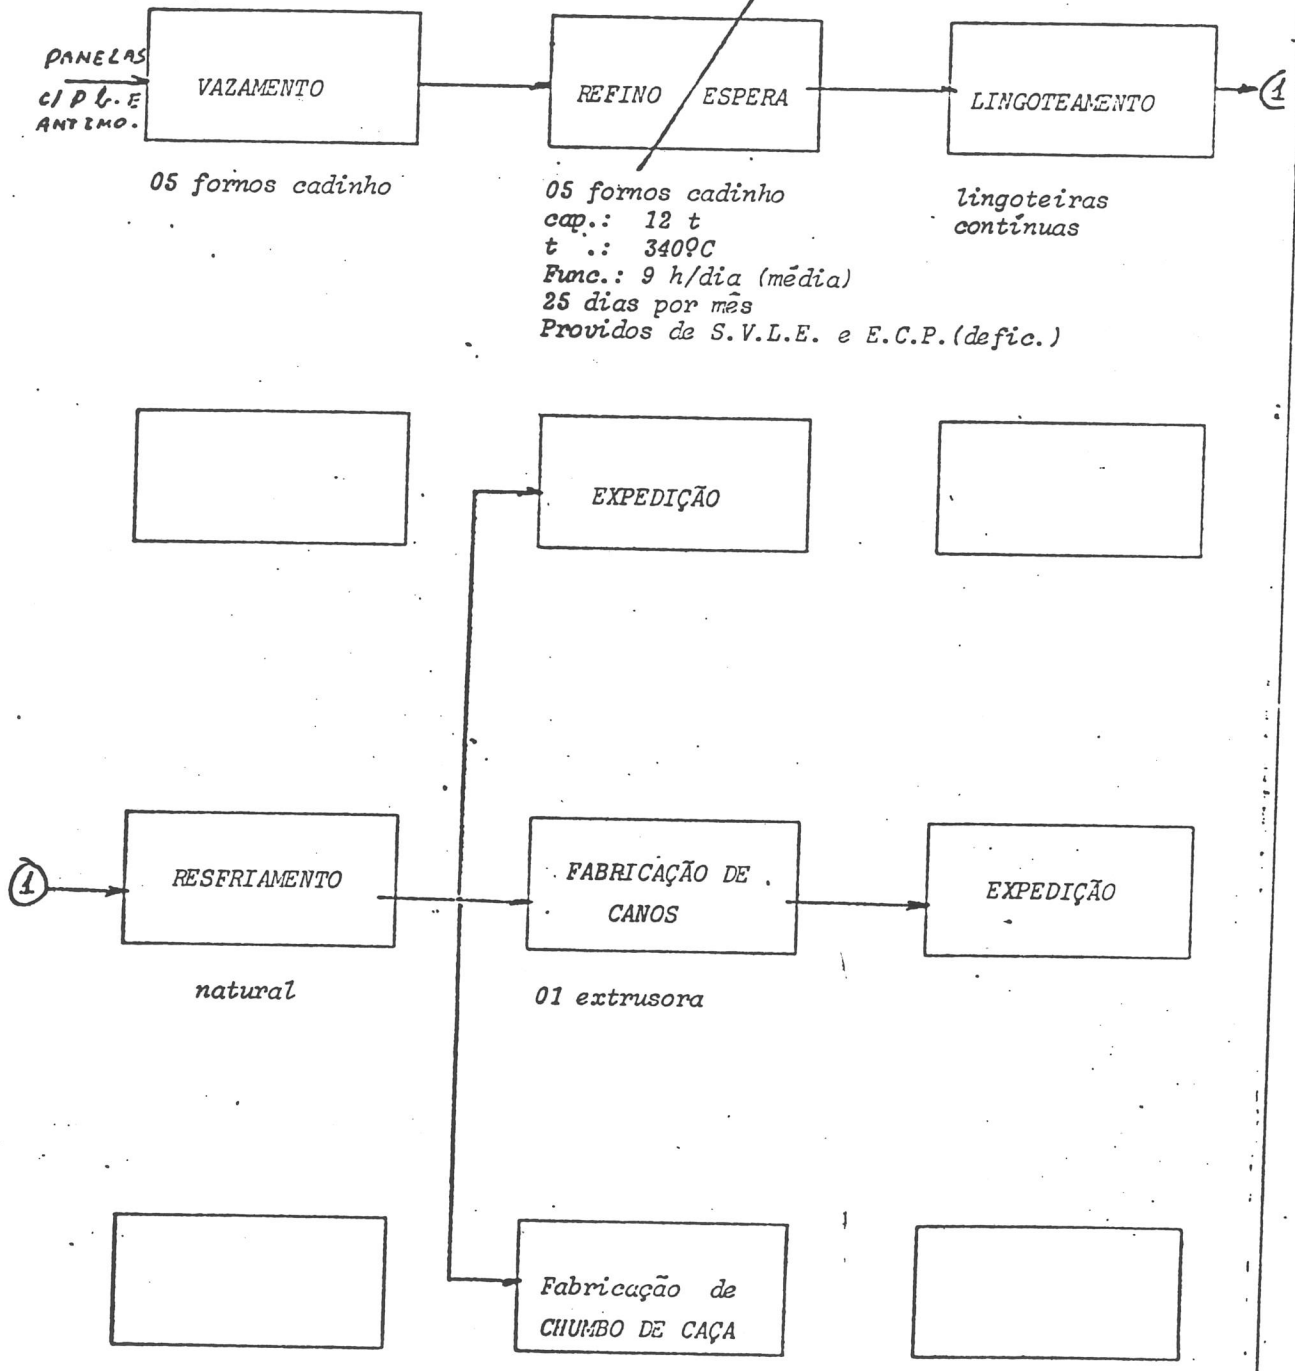 PANELAS
c/ Pb. E
ANTIMO.
VAZAMENTO
REFINO / ESPERA
LINGOTEAMENTO
1
05 fornos cadinho
05 fornos cadinho
cap.: 12 t
t .: 340ºC
Func.: 9 h/dia (média)
25 dias por mês
Providos de S.V.L.E. e E.C.P.(defic.)
lingoteiras
contínuas
EXPEDIÇÃO
1
RESFRIAMENTO
natural
FABRICAÇÃO DE
CANOS
01 extrusora
EXPEDIÇÃO
Fabricação de
CHUMBO DE CAÇA